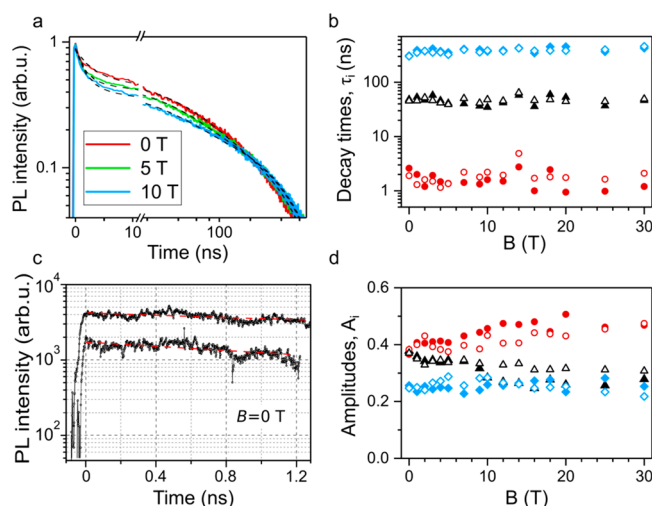 a
PL intensity (arb.u.)
1
0.1
0 T
5 T
10 T
0
10
100
Time (ns)
b
Decay times, τi (ns)
100
10
1
0
10
20
30
B (T)
c
PL intensity (arb.u.)
10^4
10^3
10^2
B=0 T
0
0.4
0.8
1.2
Time (ns)
d
Amplitudes, Ai
0.6
0.4
0.2
0.0
0
10
20
30
B (T)